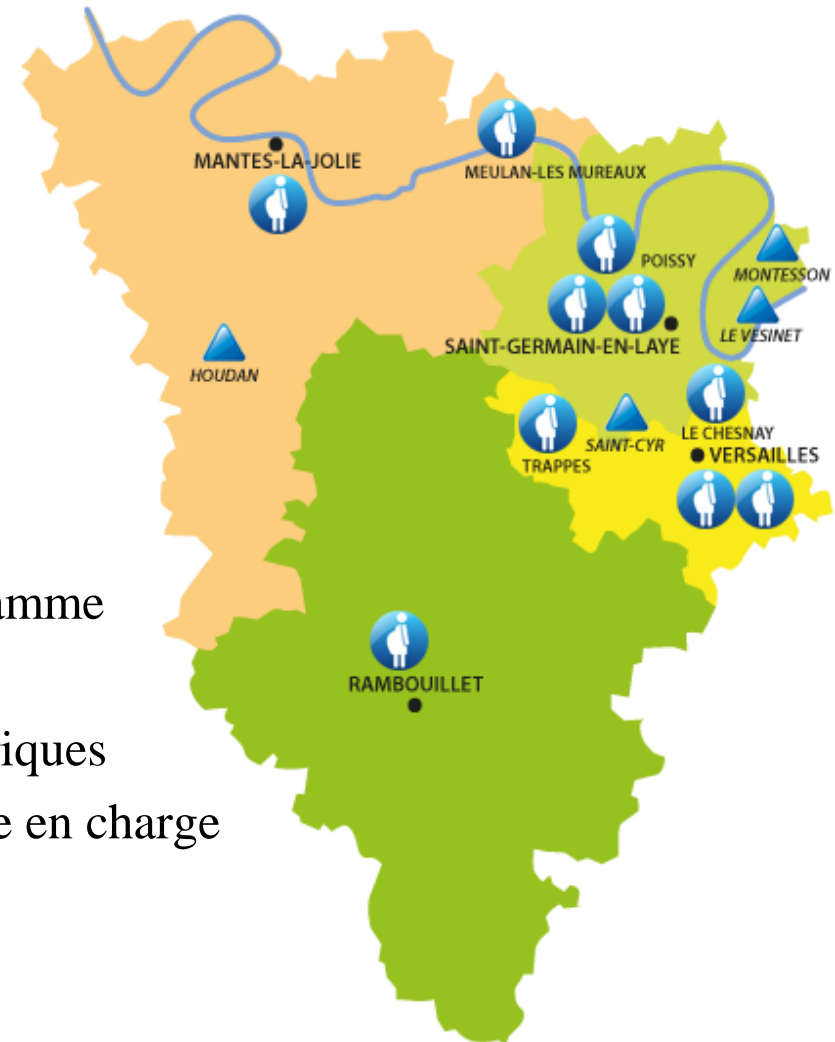 MANTES-LA-JOLIE
MEULAN-LES MUREAUX
POISSY
MONTESSON
LE VESINET
SAINT-GERMAIN-EN-LAYE
HOUDAN
LE CHESNAY
SAINT-CYR
VERSAILLES
TRAPPES
amme
RAMBOUILLET
iques
e en charge